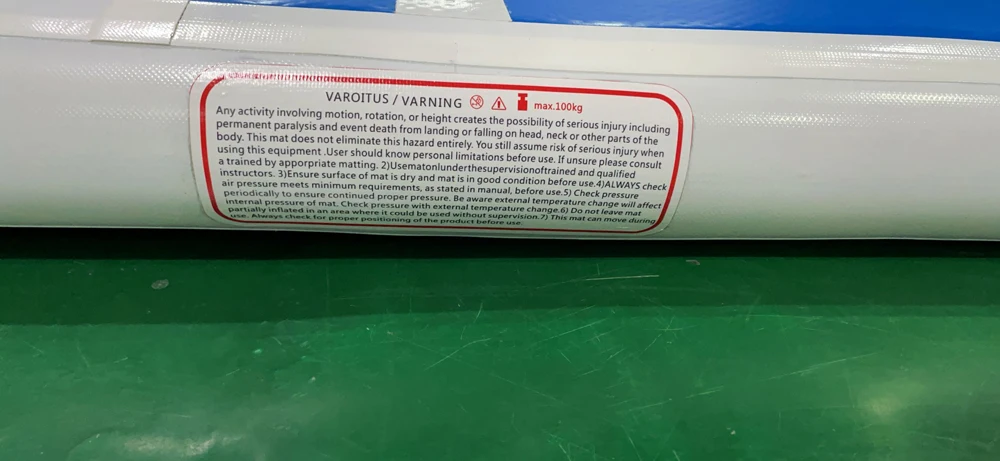 VAROITUS / VARNING max.100kg
Any activity involving motion, rotation, or height creates the possibility of serious injury including
permanent paralysis and event death from landing or falling on head, neck or other parts of the
body. This mat does not eliminate this hazard entirely. You still assume risk of serious injury when
using this equipment .User should know personal limitations before use. If unsure please consult
a trained by apporpriate matting. 2)Usematonlunderthesupervisionoftrained and qualified
instructors. 3)Ensure surface of mat is dry and mat is in good condition before use.4)ALWAYS check
air pressure meets minimum requirements, as stated in manual, before use.5) Check pressure
periodically to ensure continued proper pressure. Be aware external temperature change will affect
internal pressure of mat. Check pressure with external temperature change.6) Do not leave mat
partially inflated in an area where it could be used without supervision.7) This mat can move during
use. Always check for proper positioning of the product before use.